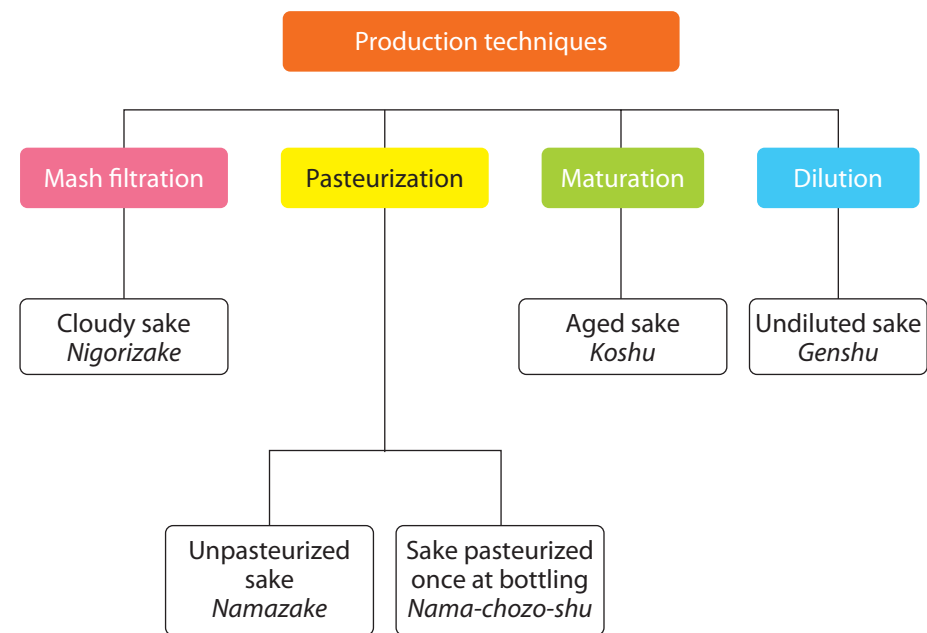 Production techniques
Mash filtration
Pasteurization
Maturation
Dilution
Cloudy sake
Nigorizake
Aged sake
Koshu
Undiluted sake
Genshu
Unpasteurized
sake
Namazake
Sake pasteurized
once at bottling
Nama-chozo-shu